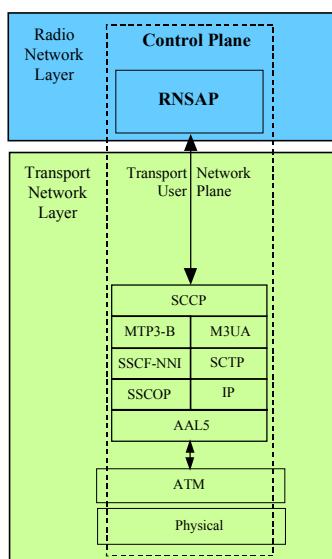 Radio
Network
Layer
Control Plane
RNSAP
Transport
Network
Layer
Transport Network
User Plane
SCCP
MTP3-B M3UA
SSCF-NNI SCTP
SSCOP IP
AAL5
ATM
Physical